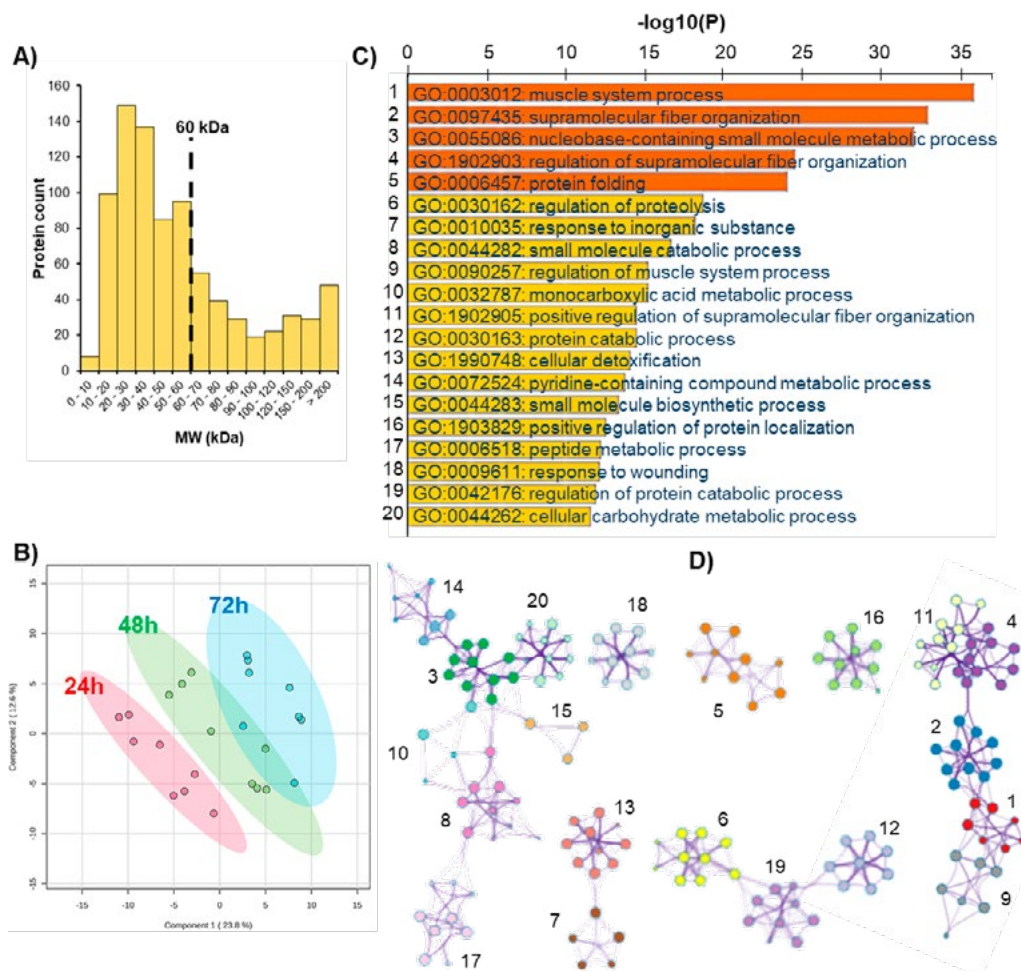 A)
160
140
120
100
80
60
40
20
0
Protein count
60 kDa
0 - 10
10 - 20
20 - 30
30 - 40
40 - 50
50 - 60
60 - 70
70 - 80
80 - 90
90 - 100
100 - 120
120 - 150
150 - 200
> 200
MW (kDa)
C)
-log10(P)
0 5 10 15 20 25 30 35
1 GO:0003012: muscle system process
2 GO:0097435: supramolecular fiber organization
3 GO:0055086: nucleobase-containing small molecule metabolic process
4 GO:1902903: regulation of supramolecular fiber organization
5 GO:0006457: protein folding
6 GO:0030162: regulation of proteolysis
7 GO:0010035: response to inorganic substance
8 GO:0044282: small molecule catabolic process
9 GO:0090257: regulation of muscle system process
10 GO:0032787: monocarboxylic acid metabolic process
11 GO:1902905: positive regulation of supramolecular fiber organization
12 GO:0030163: protein catabolic process
13 GO:1990748: cellular detoxification
14 GO:0072524: pyridine-containing compound metabolic process
15 GO:0044283: small molecule biosynthetic process
16 GO:1903829: positive regulation of protein localization
17 GO:0006518: peptide metabolic process
18 GO:0009611: response to wounding
19 GO:0042176: regulation of protein catabolic process
20 GO:0044262: cellular carbohydrate metabolic process
B)
15
10
5
0
-5
-10
-15
Component 2 ( 12.6 %)
24h
48h
72h
-15 -10 -5 0 5 10 15
Component 1 ( 23.8 %)
D)
14
20
18
16
11
4
3
5
15
2
10
1
8
13
6
12
19
9
17
7